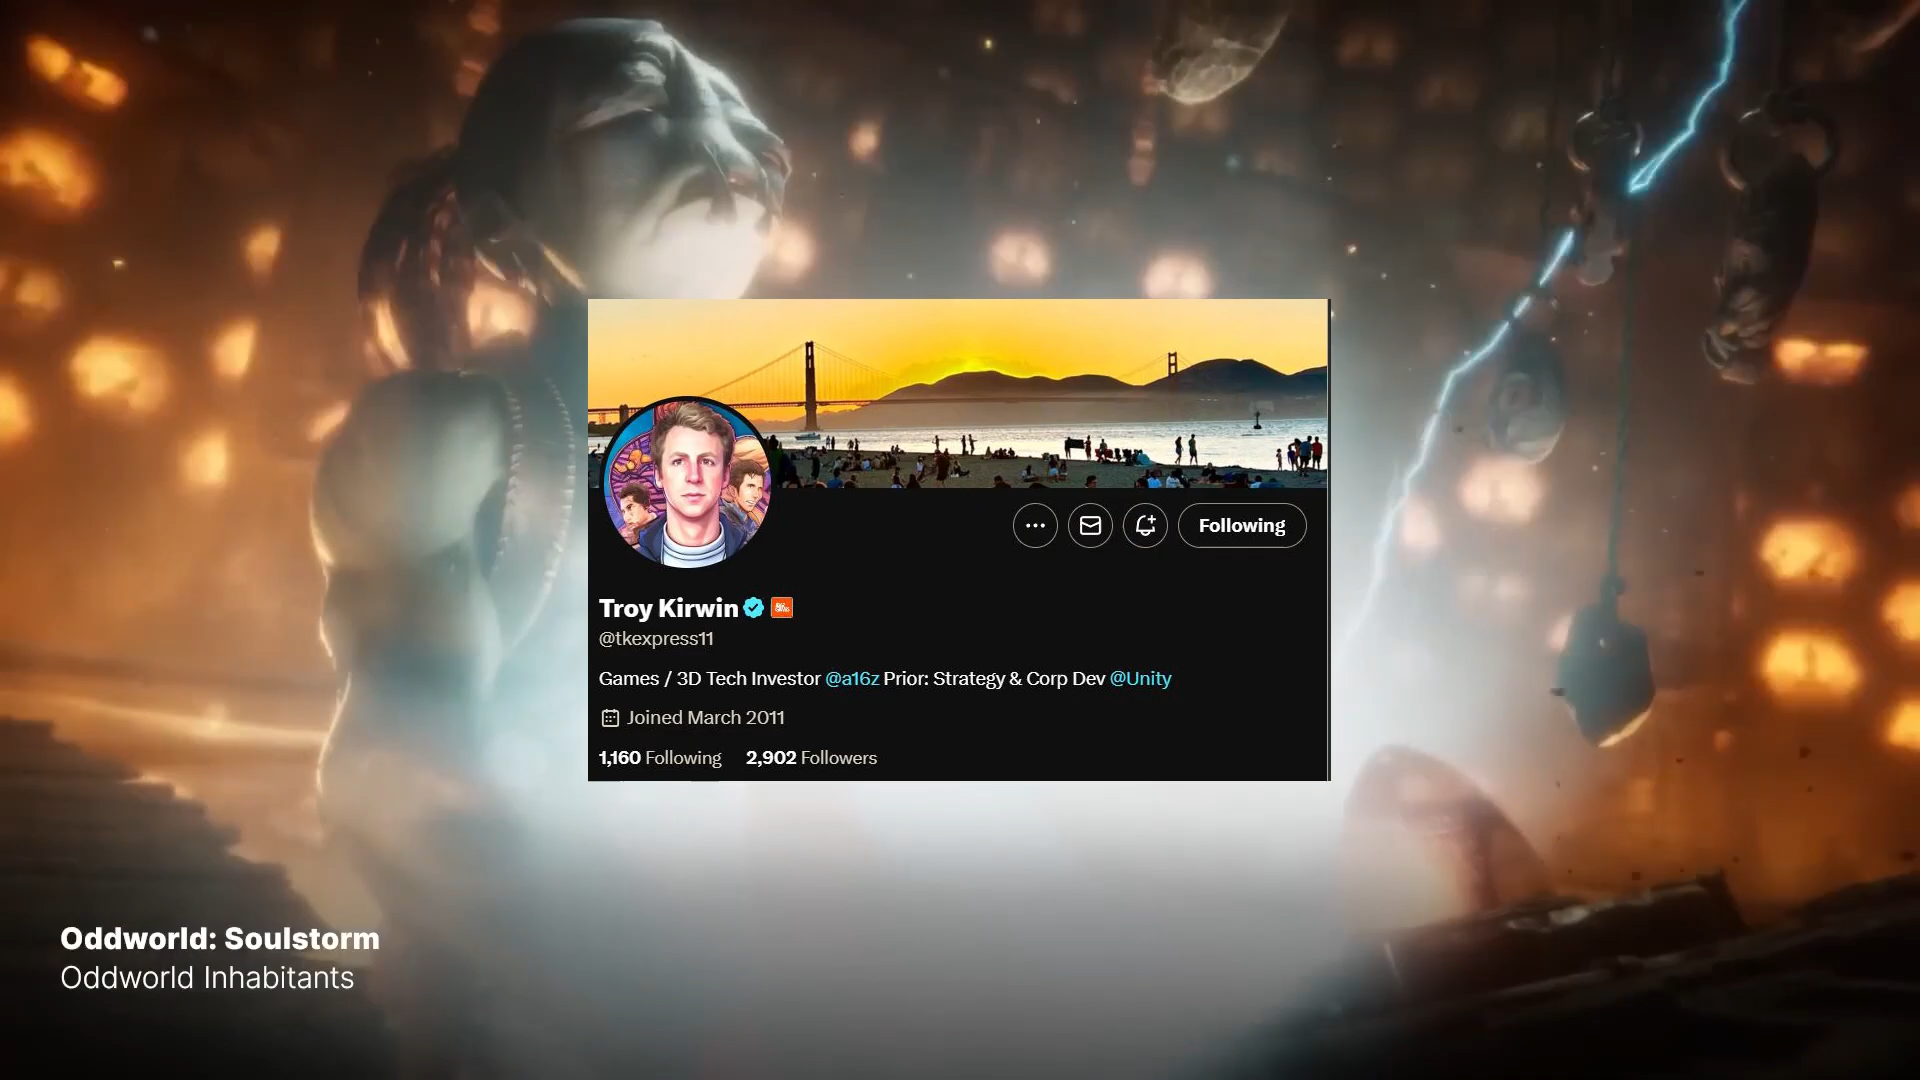 Following
Troy Kirwin
@tkexpress11
Games / 3D Tech Investor @a16z Prior: Strategy & Corp Dev @Unity
Joined March 2011
1,160 Following 2,902 Followers
Oddworld: Soulstorm
Oddworld Inhabitants